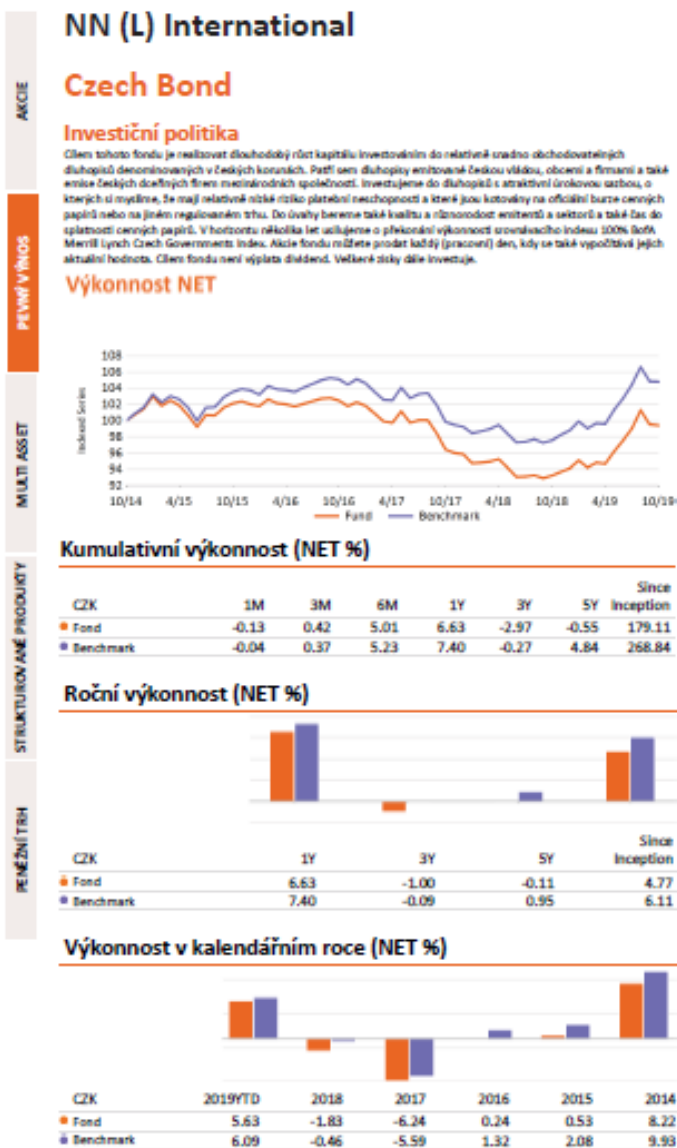 NN (L) International
Czech Bond
Investiční politika
Cílem tohoto fondu je realizovat dlouhodobý růst kapitálu investováním do relativně snadno obchodovatelných
dluhopisů denominovaných v českých korunách. Patří sem dluhopisy emitované českou vládou, obcemi a firmami a také
emise českých dceřiných firem mezinárodních společností. Investujeme do dluhopisů s atraktivní úrokovou sazbou, o
kterých si myslíme, že mají relativně nízké riziko platební neschopnosti a které jsou kotovány na oficiální burze cenných
papírů nebo na jiném regulovaném trhu. Do úvahy bereme také kvalitu a různorodost emitentů a sektorů a také čas do
splatnosti cenných papírů. V horizontu několika let usilujeme o překonání výkonnosti srovnávacího indexu 100% BofA
Merrill Lynch Czech Governments Index. Akcie fondu můžete prodat každý (pracovní) den, kdy se také vypočítává jejich
aktuální hodnota. Cílem fondu není výplata dividend. Veškeré zisky dále investuje.
Výkonnost NET
AKCIE
PEVNÝ VÝNOS
MULTI ASSET
STRUKTUROVANÉ PRODUKTY
PENĚŽNÍ TRH
Indexed Series
108
106
104
102
100
98
96
94
92
10/14 4/15 10/15 4/16 10/16 4/17 10/17 4/18 10/18 4/19 10/19
Fund Benchmark
Kumulativní výkonnost (NET %)
Since
CZK 1M 3M 6M 1Y 3Y 5Y Inception
Fond -0.13 0.42 5.01 6.63 -2.97 -0.55 179.11
Benchmark -0.04 0.37 5.23 7.40 -0.27 4.84 268.84
Roční výkonnost (NET %)
Since
CZK 1Y 3Y 5Y Inception
Fond 6.63 -1.00 -0.11 4.77
Benchmark 7.40 -0.09 0.95 6.11
Výkonnost v kalendářním roce (NET %)
CZK 2019YTD 2018 2017 2016 2015 2014
Fond 5.63 -1.83 -6.24 0.24 0.53 8.22
Benchmark 6.09 -0.46 -5.59 1.32 2.08 9.93